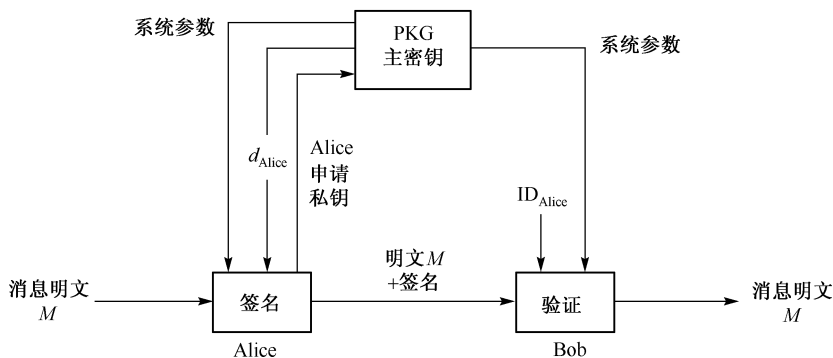 系统参数
PKG
主密钥
系统参数
d_Alice
Alice
申请
私钥
ID_Alice
消息明文
M
签名
Alice
明文M
+签名
验证
Bob
消息明文
M